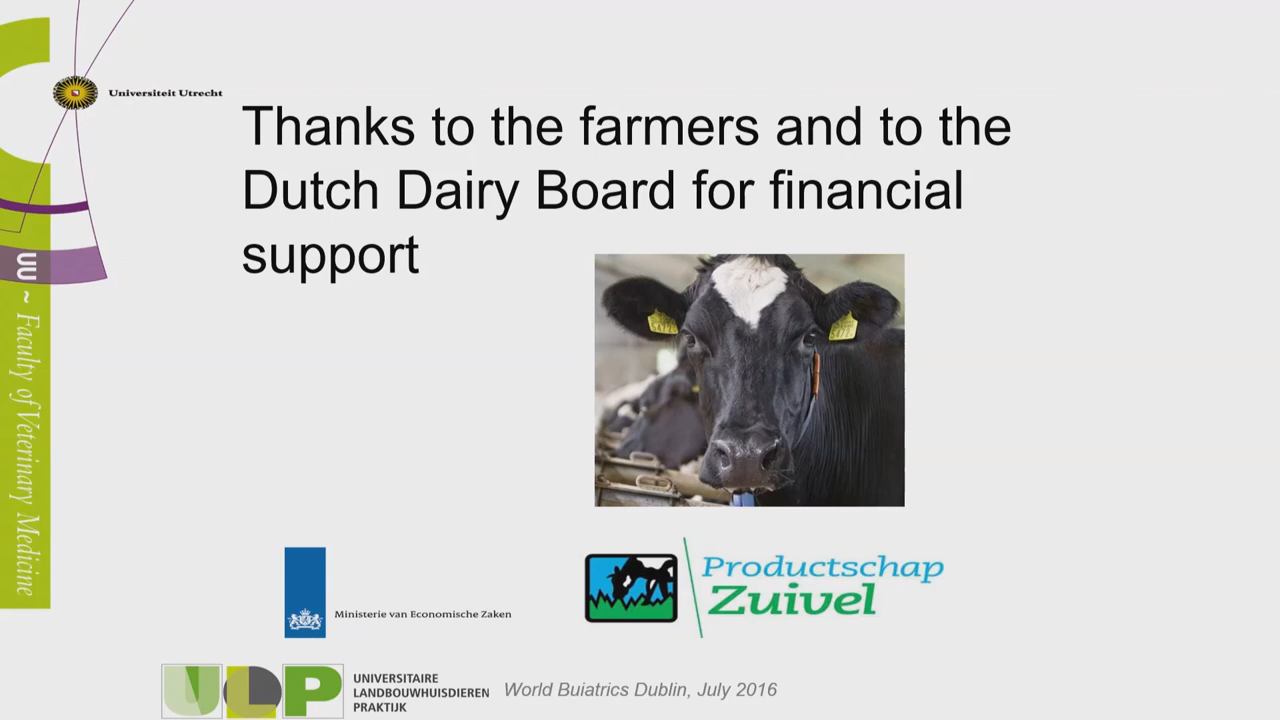 Universiteit Utrecht
Thanks to the farmers and to the
Dutch Dairy Board for financial
support
UU ~ Faculty of Veterinary Medicine
Productschap
Zuivel
Ministerie van Economische Zaken
ULP
UNIVERSITAIRE
LANDBOUWHUISDIEREN
PRAKTIJK
World Buiatrics Dublin, July 2016